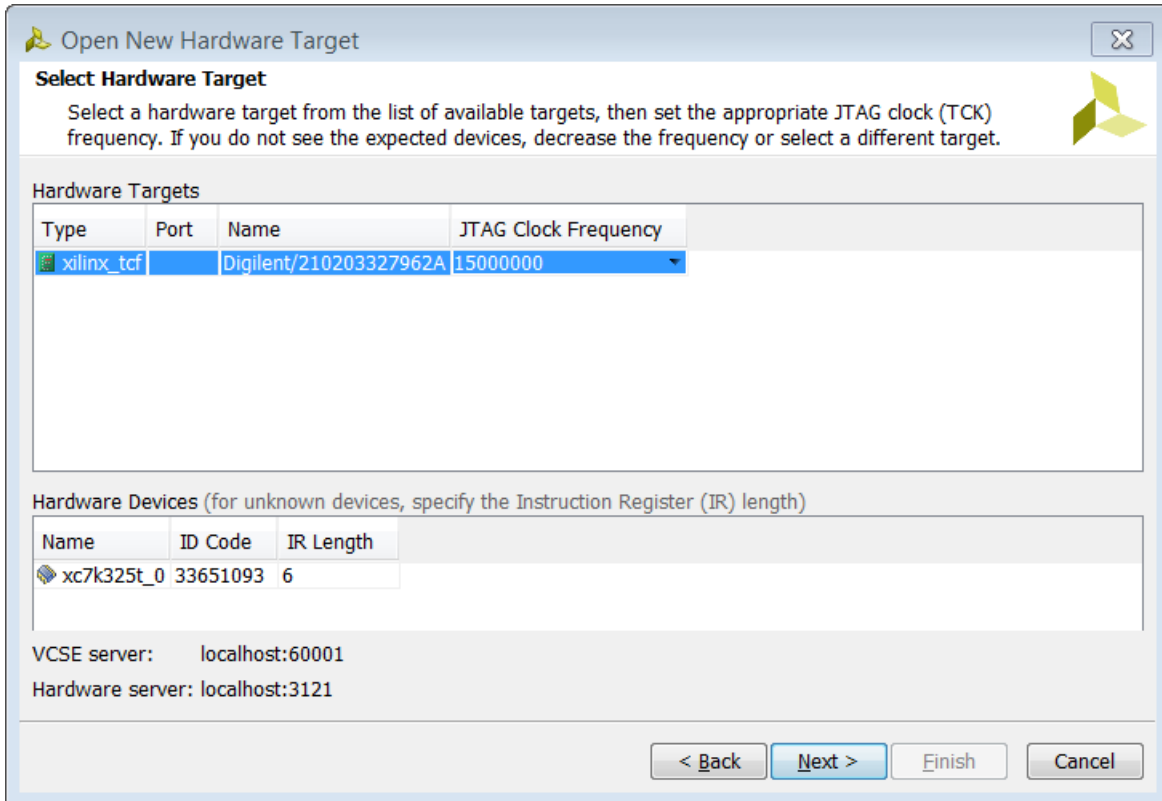 Open New Hardware Target
Select Hardware Target
Select a hardware target from the list of available targets, then set the appropriate JTAG clock (TCK)
frequency. If you do not see the expected devices, decrease the frequency or select a different target.
Hardware Targets
Type Port Name JTAG Clock Frequency
xilinx_tcf Digilent/210203327962A 15000000
Hardware Devices (for unknown devices, specify the Instruction Register (IR) length)
Name ID Code IR Length
xc7k325t_0 33651093 6
VCSE server: localhost:60001
Hardware server: localhost:3121
< Back Next > Finish Cancel